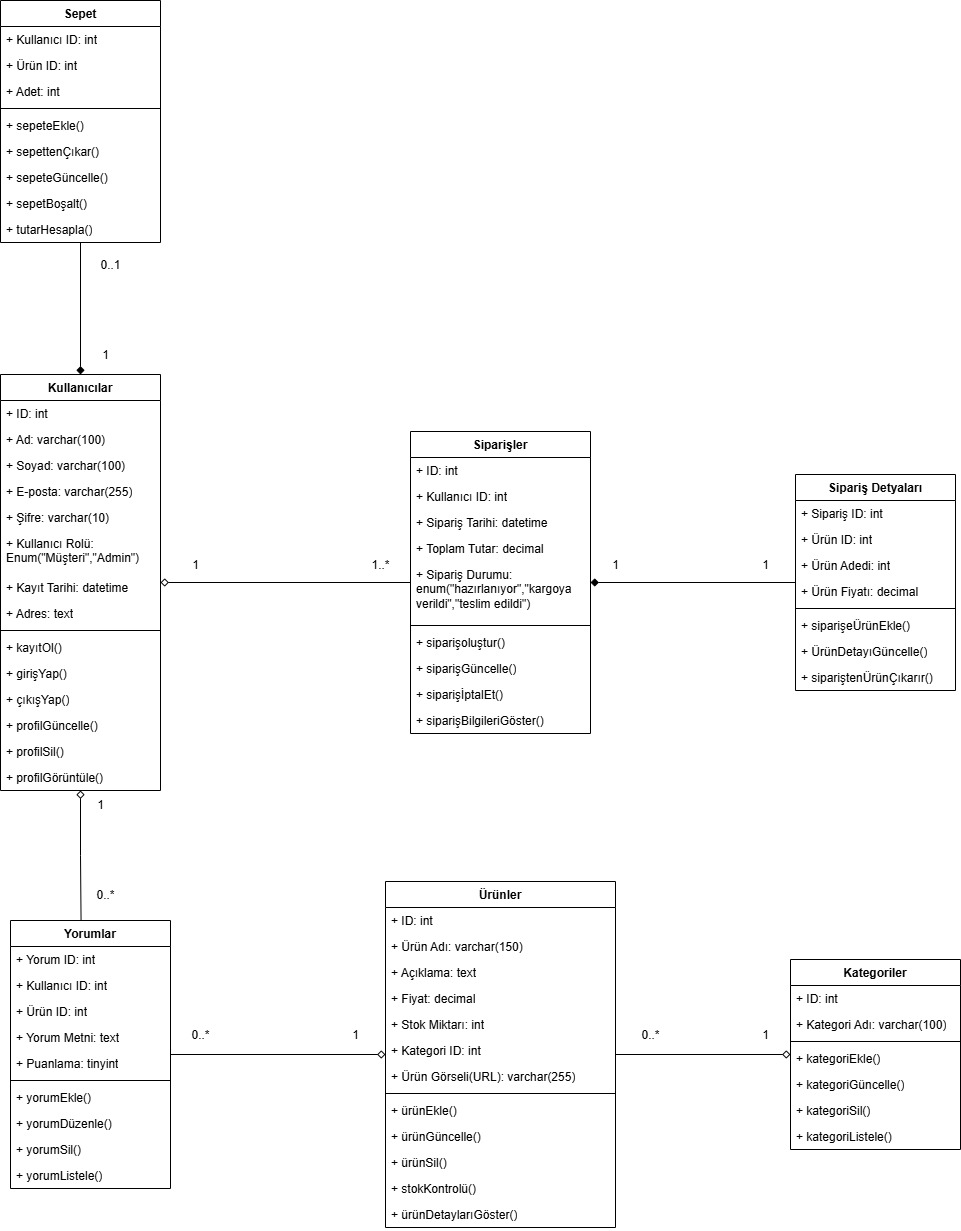 Sepet
+ Kullanıcı ID: int
+ Ürün ID: int
+ Adet: int
+ sepeteEkle()
+ sepettenÇıkar()
+ sepeteGüncelle()
+ sepetBoşalt()
+ tutarHesapla()
0..1
1
Kullanıcılar
+ ID: int
+ Ad: varchar(100)
+ Soyad: varchar(100)
+ E-posta: varchar(255)
+ Şifre: varchar(10)
+ Kullanıcı Rolü:
Enum("Müşteri","Admin")
+ Kayıt Tarihi: datetime
+ Adres: text
+ kayıtOl()
+ girişYap()
+ çıkışYap()
+ profilGüncelle()
+ profilSil()
+ profilGörüntüle()
1
1..*
Siparişler
+ ID: int
+ Kullanıcı ID: int
+ Sipariş Tarihi: datetime
+ Toplam Tutar: decimal
+ Sipariş Durumu:
enum("hazırlanıyor","kargoya
verildi","teslim edildi")
+ siparişoluştur()
+ siparişGüncelle()
+ siparişİptalEt()
+ siparişBilgileriGöster()
1
1
Sipariş Detyaları
+ Sipariş ID: int
+ Ürün ID: int
+ Ürün Adedi: int
+ Ürün Fiyatı: decimal
+ siparişeÜrünEkle()
+ ÜrünDetayıGüncelle()
+ sipariştenÜrünÇıkarır()
1
0..*
Yorumlar
+ Yorum ID: int
+ Kullanıcı ID: int
+ Ürün ID: int
+ Yorum Metni: text
+ Puanlama: tinyint
+ yorumEkle()
+ yorumDüzenle()
+ yorumSil()
+ yorumListele()
0..*
1
Ürünler
+ ID: int
+ Ürün Adı: varchar(150)
+ Açıklama: text
+ Fiyat: decimal
+ Stok Miktarı: int
+ Kategori ID: int
+ Ürün Görseli(URL): varchar(255)
+ ürünEkle()
+ ürünGüncelle()
+ ürünSil()
+ stokKontrolü()
+ ürünDetaylarıGöster()
0..*
1
Kategoriler
+ ID: int
+ Kategori Adı: varchar(100)
+ kategoriEkle()
+ kategoriGüncelle()
+ kategoriSil()
+ kategoriListele()